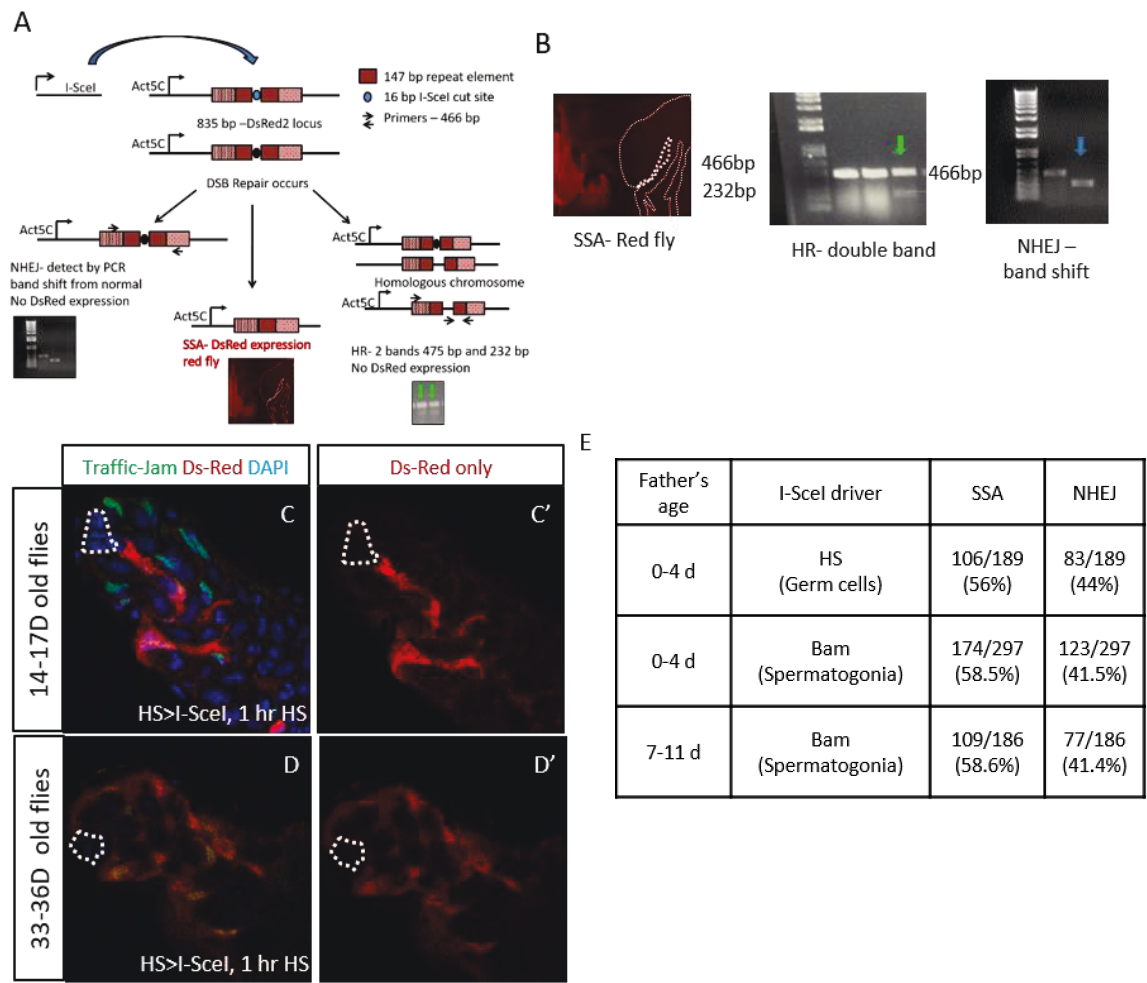 A
I-SceI
Act5C
147 bp repeat element
16 bp I-SceI cut site
Primers – 466 bp
835 bp –DsRed2 locus
DSB Repair occurs
Act5C
NHEJ- detect by PCR
band shift from normal
No DsRed expression
Act5C
SSA- DsRed expression
red fly
Act5C
Homologous chromosome
Act5C
HR- 2 bands 475 bp and 232 bp
No DsRed expression
B
SSA- Red fly
466bp
232bp
HR- double band
466bp
NHEJ –
band shift
Traffic-Jam Ds-Red DAPI
Ds-Red only
14-17D old flies
C
HS>I-SceI, 1 hr HS
C’
33-36D old flies
D
HS>I-SceI, 1 hr HS
D’
E
Father’s age I-SceI driver SSA NHEJ
0-4 d HS (Germ cells) 106/189 (56%) 83/189 (44%)
0-4 d Bam (Spermatogonia) 174/297 (58.5%) 123/297 (41.5%)
7-11 d Bam (Spermatogonia) 109/186 (58.6%) 77/186 (41.4%)